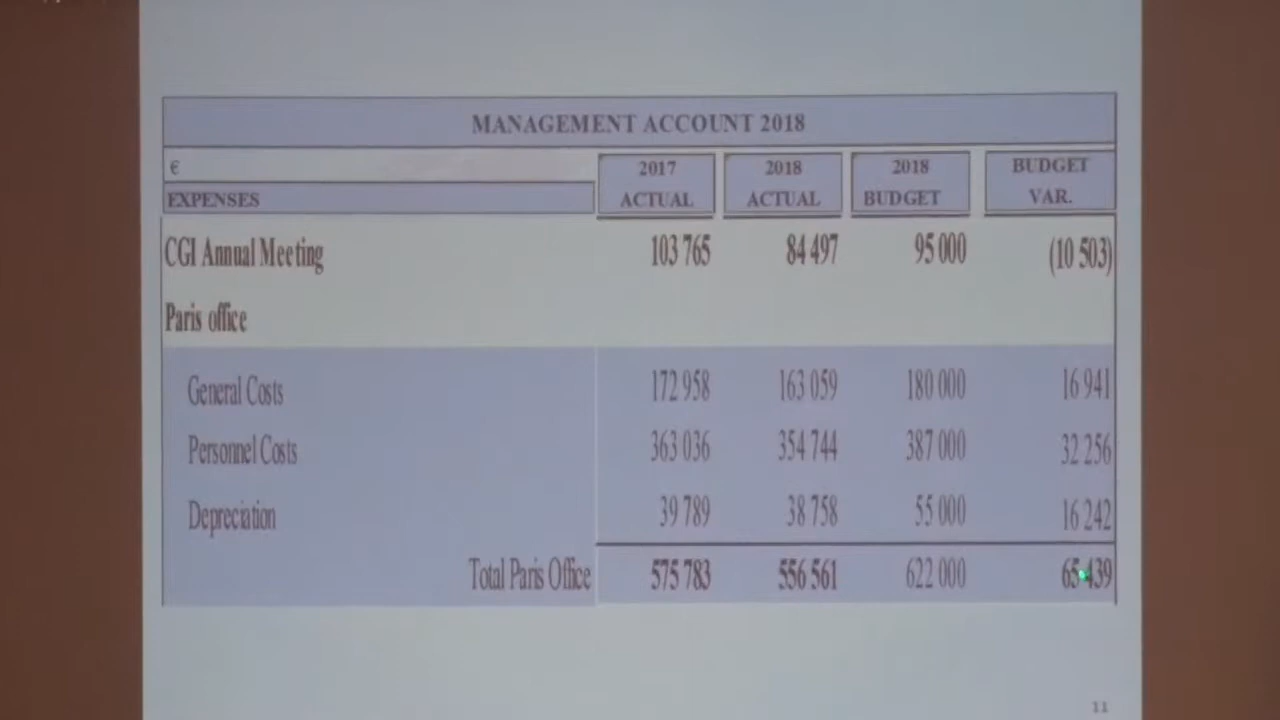 MANAGEMENT ACCOUNT 2018
€ 2017 2018 2018 BUDGET
EXPENSES ACTUAL ACTUAL BUDGET VAR.
CGI Annual Meeting 103 765 84 497 95 000 (10 503)
Paris office
General Costs 172 958 163 059 180 000 16 941
Personnel Costs 363 036 354 744 387 000 32 256
Depreciation 39 789 38 758 55 000 16 242
Total Paris Office 575 783 556 561 622 000 65 439
11